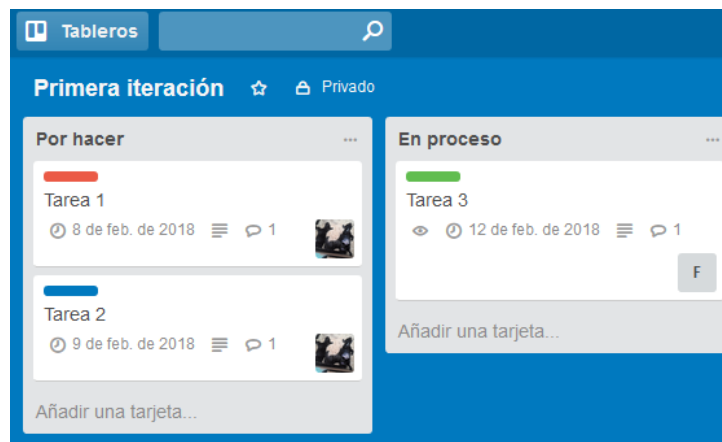 Tableros
Primera iteración
Privado
Por hacer
Tarea 1
8 de feb. de 2018
1
Tarea 2
9 de feb. de 2018
1
Añadir una tarjeta...
En proceso
Tarea 3
12 de feb. de 2018
1
F
Añadir una tarjeta...